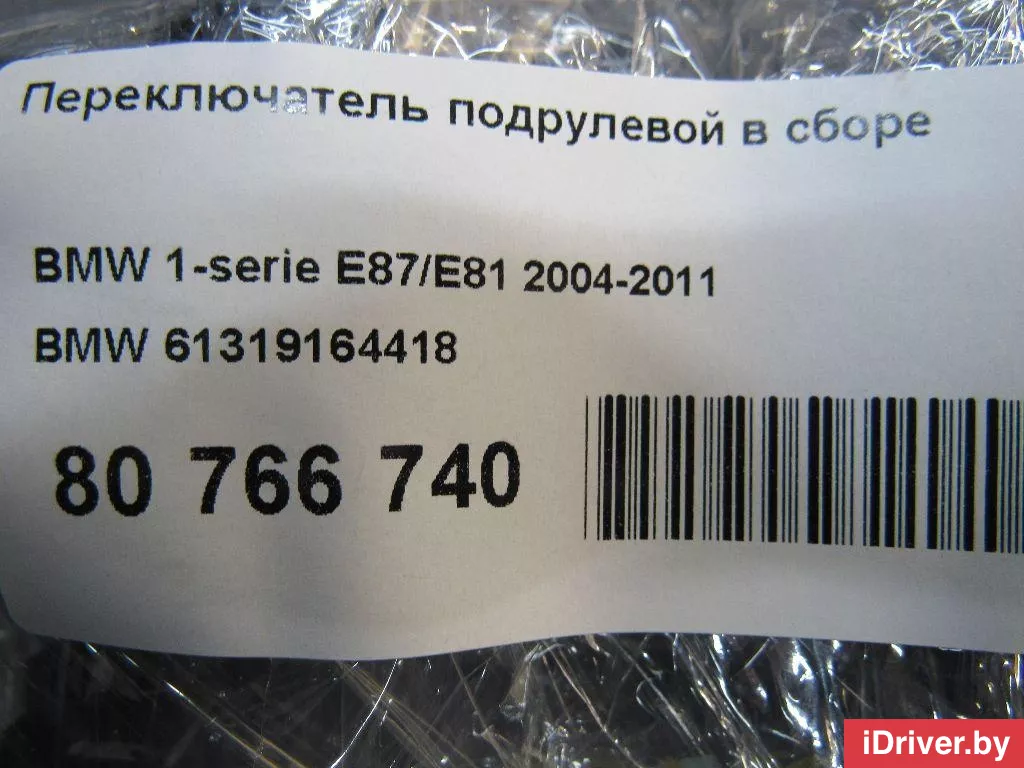 Переключатель подрулевой в сборе
BMW 1-serie E87/E81 2004-2011
BMW 61319164418
80 766 740
iDriver.by